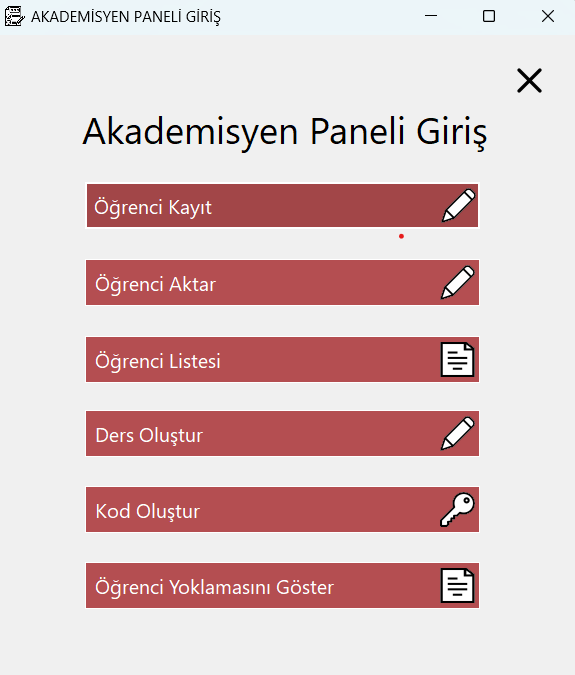 AKADEMİSYEN PANELİ GİRİŞ
Akademisyen Paneli Giriş
Öğrenci Kayıt
Öğrenci Aktar
Öğrenci Listesi
Ders Oluştur
Kod Oluştur
Öğrenci Yoklamasını Göster